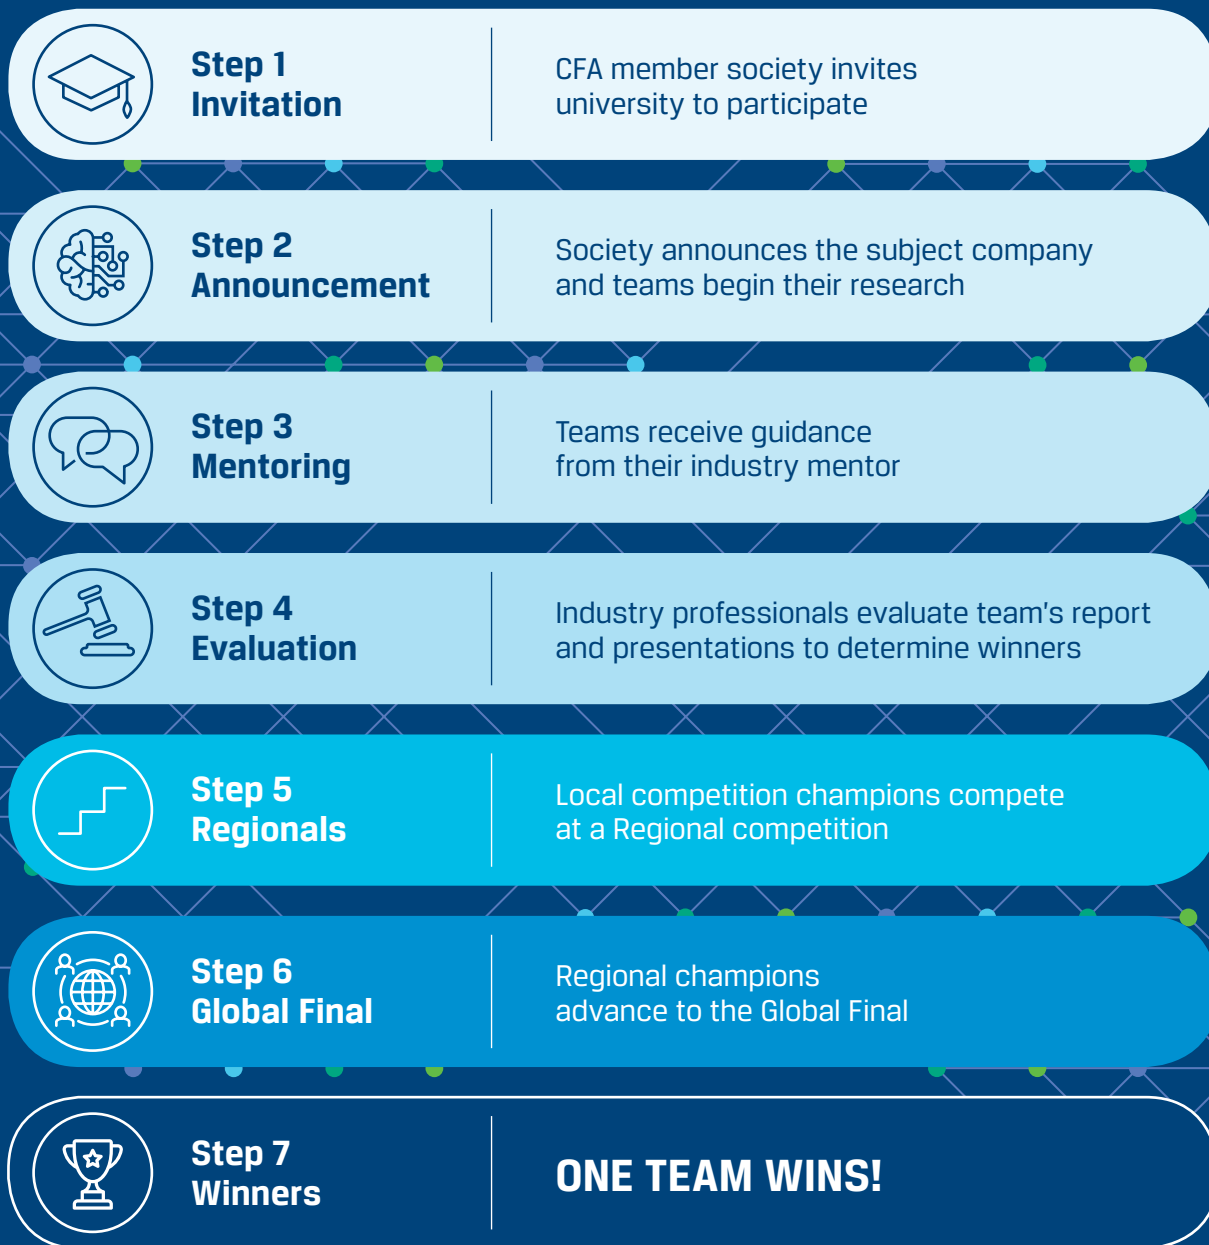 Step 1
Invitation
CFA member society invites
university to participate
Step 2
Announcement
Society announces the subject company
and teams begin their research
Step 3
Mentoring
Teams receive guidance
from their industry mentor
Step 4
Evaluation
Industry professionals evaluate team's report
and presentations to determine winners
Step 5
Regionals
Local competition champions compete
at a Regional competition
Step 6
Global Final
Regional champions
advance to the Global Final
Step 7
Winners
ONE TEAM WINS!